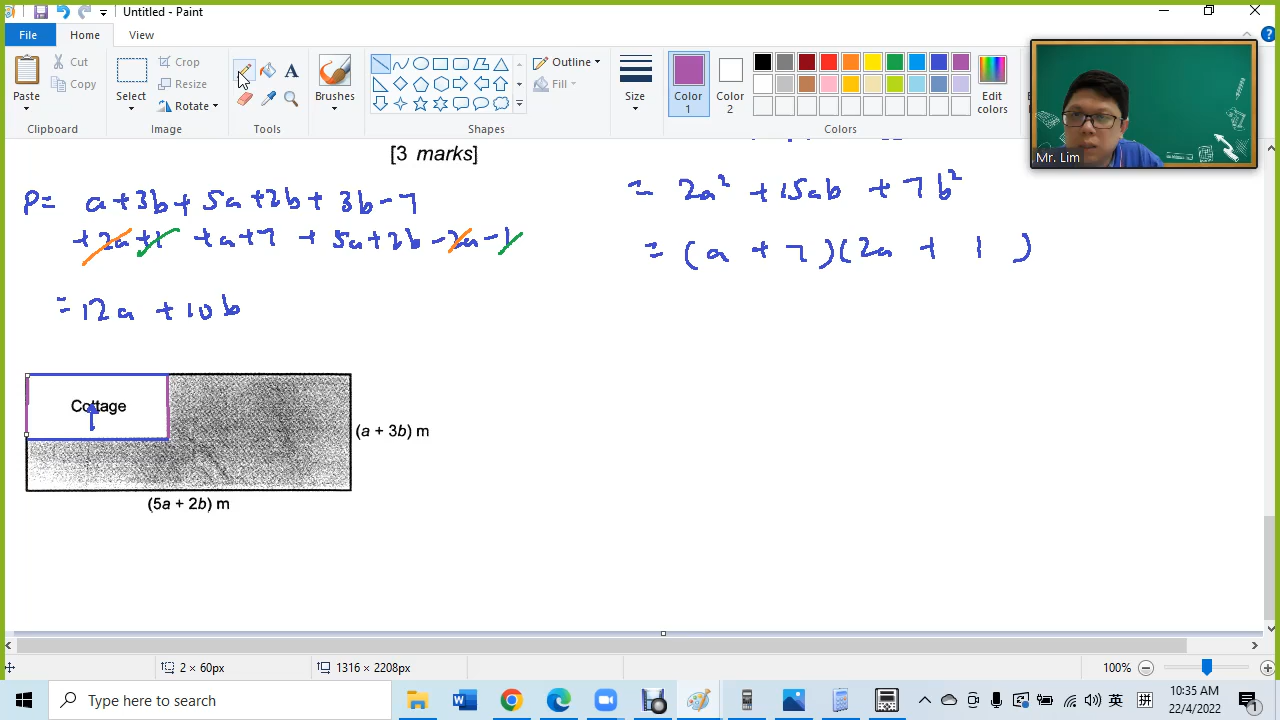 Untitled - Paint
File Home View
Paste Cut Copy Clipboard
Select Crop Resize Rotate Image
Tools
Brushes
Outline Fill Shapes
Size
Color 1 Color 2 Edit colors Colors
Mr. Lim
[3 marks]
P= a+3b+ 5a+2b+ 3b-7
+2a+1 +a+7 + 5a+2b-2a-1
= 12a +10b
= 2a² +15ab +7b²
= (a + 7)(2a + 1 )
Cottage
(a + 3b) m
(5a + 2b) m
2 × 60px
1316 × 2208px
100%
Type here to search
英 拼
10:35 AM
22/4/2022
1